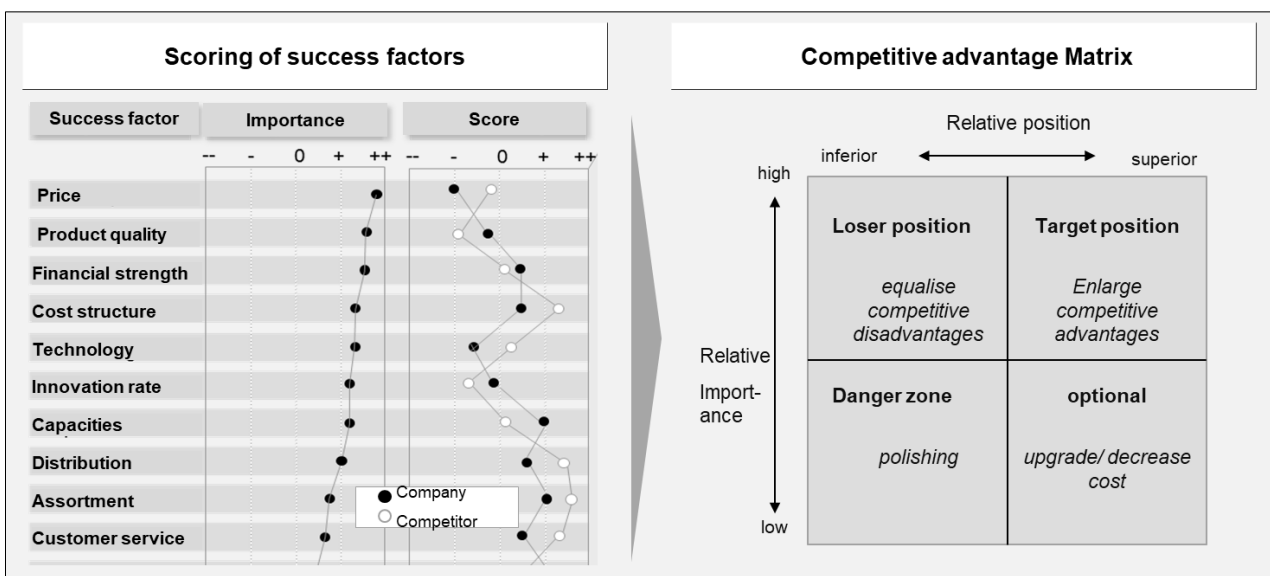 Scoring of success factors
Success factor
Importance
Score
-- - 0 + ++
-- - 0 + ++
Price
Product quality
Financial strength
Cost structure
Technology
Innovation rate
Capacities
Distribution
Assortment
Customer service
Company
Competitor
Competitive advantage Matrix
Relative position
inferior
superior
high
Relative
Import-
ance
low
Loser position
equalise
competitive
disadvantages
Target position
Enlarge
competitive
advantages
Danger zone
polishing
optional
upgrade/ decrease
cost